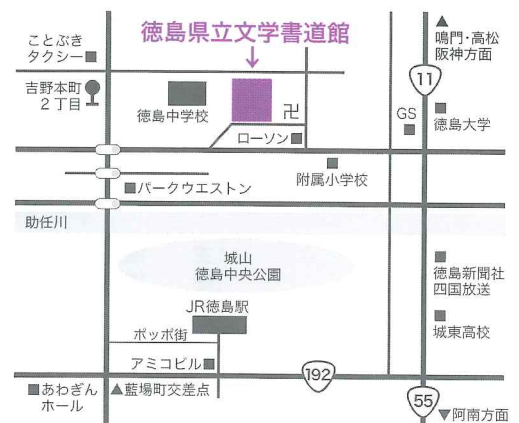 徳島県立文学書道館
ことぶき
タクシー
鳴門・高松
阪神方面
11
吉野本町
2丁目
徳島中学校
卍
GS
徳島大学
ローソン
附属小学校
パークウエストン
助任川
城山
徳島中央公園
徳島新聞社
四国放送
JR徳島駅
城東高校
ポッポ街
アミコビル
192
あわぎん
ホール
藍場町交差点
55
阿南方面